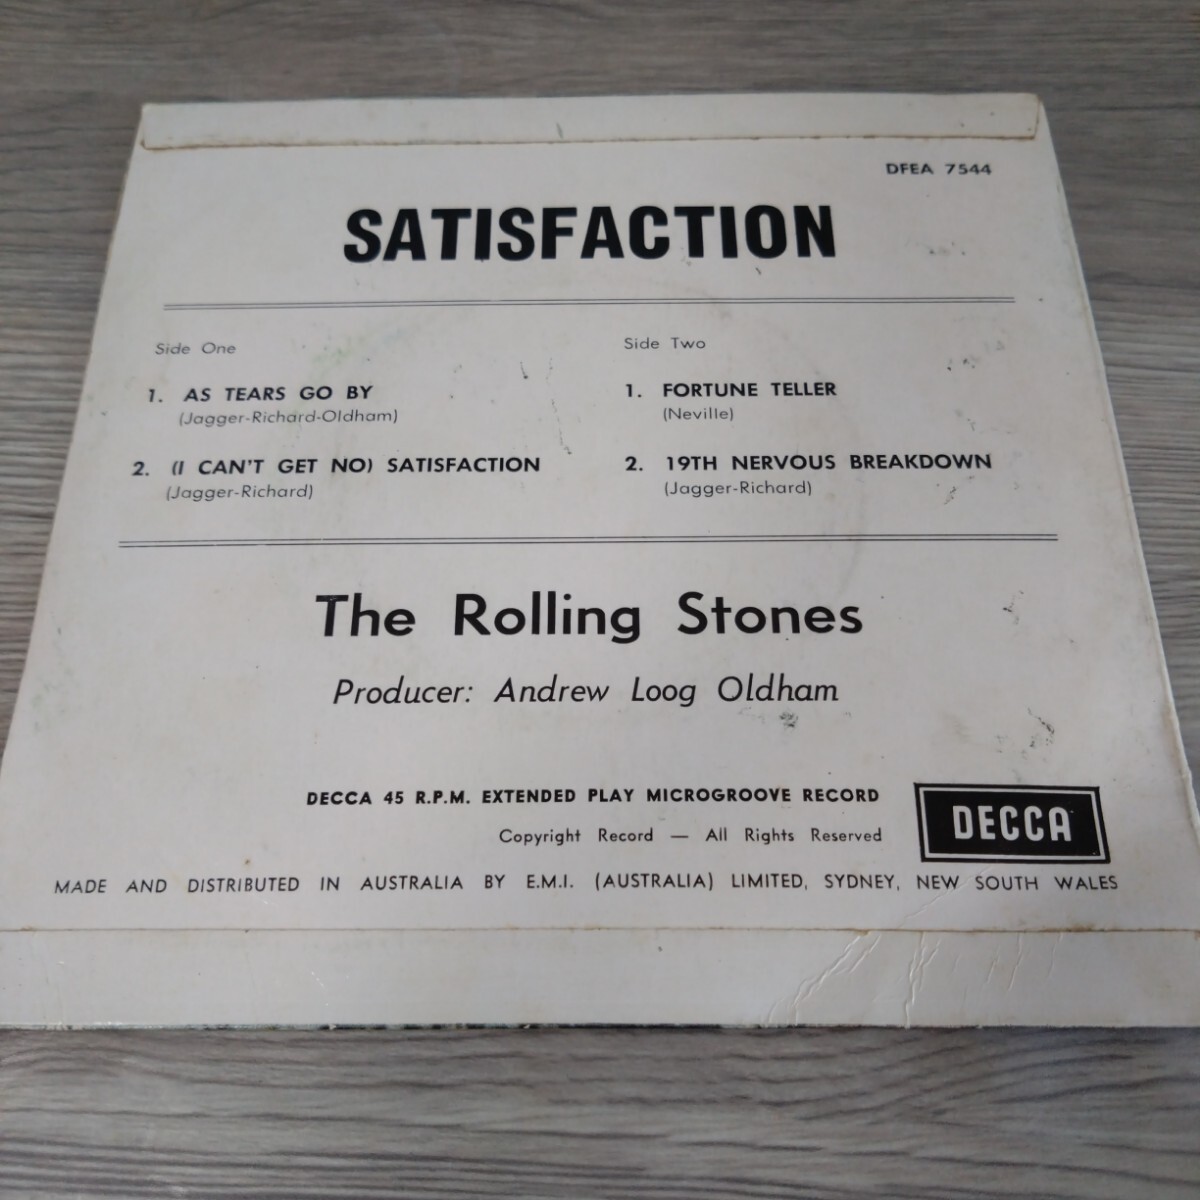 DFEA 7544
SATISFACTION
Side One
1. AS TEARS GO BY
(Jagger-Richard-Oldham)
2. (I CAN'T GET NO) SATISFACTION
(Jagger-Richard)
Side Two
1. FORTUNE TELLER
(Neville)
2. 19TH NERVOUS BREAKDOWN
(Jagger-Richard)
The Rolling Stones
Producer: Andrew Loog Oldham
DECCA 45 R.P.M. EXTENDED PLAY MICROGROOVE RECORD
Copyright Record — All Rights Reserved
DECCA
MADE AND DISTRIBUTED IN AUSTRALIA BY E.M.I. (AUSTRALIA) LIMITED, SYDNEY, NEW SOUTH WALES